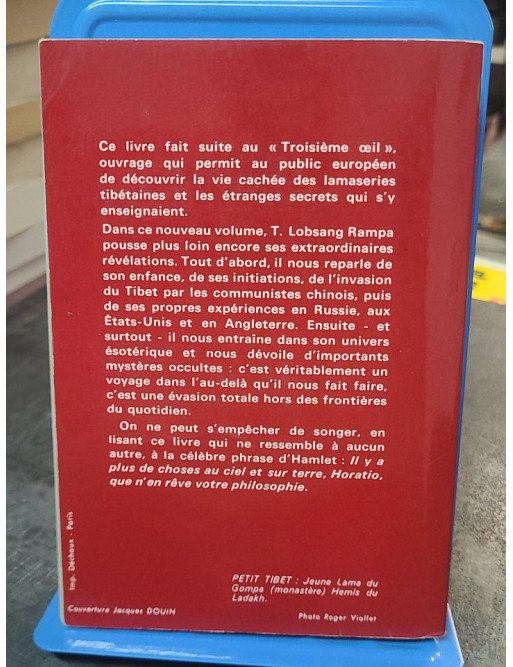 Ce livre fait suite au « Troisième œil »,
ouvrage qui permit au public européen
de découvrir la vie cachée des lamaseries
tibétaines et les étranges secrets qui s'y
enseignaient.
Dans ce nouveau volume, T. Lobsang Rampa
pousse plus loin encore ses extraordinaires
révélations. Tout d'abord, il nous reparle de
son enfance, de ses initiations, de l'invasion
du Tibet par les communistes chinois, puis
de ses propres expériences en Russie, aux
États-Unis et en Angleterre. Ensuite - et
surtout - il nous entraîne dans son univers
ésotérique et nous dévoile d'importants
mystères occultes : c'est véritablement un
voyage dans l'au-delà qu'il nous fait faire,
c'est une évasion totale hors des frontières
du quotidien.
On ne peut s'empêcher de songer, en
lisant ce livre qui ne ressemble à aucun
autre, à la célèbre phrase d'Hamlet : Il y a
plus de choses au ciel et sur terre, Horatio,
que n'en rêve votre philosophie.
Imp. Déchaux - Paris
PETIT TIBET : Jeune Lama du
Gompa (monastère) Hemis du
Ladakh.
Couverture Jacques DOUIN
Photo Roger Viollet